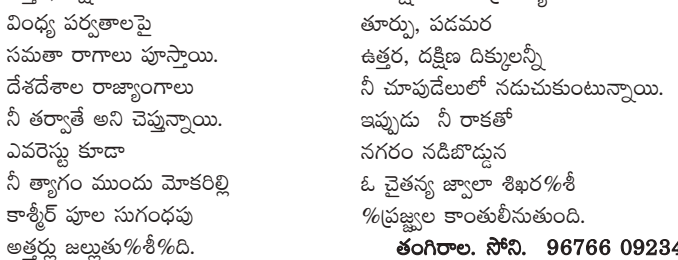 వింధ్య పర్వతాలపై
సమతా రాగాలు పూస్తాయి.
దేశదేశాల రాజ్యాంగాలు
నీ తర్వాతే అని చెప్తున్నాయి.
ఎవరెస్టు కూడా
నీ త్యాగం ముందు మోకరిల్లి
కాశ్మీర్ పూల సుగంధపు
అత్తర్లు జల్లుతు%శీ%ది.
తూర్పు, పడమర
ఉత్తర, దక్షిణ దిక్కులన్నీ
నీ చూపుడేలులో నడుచుకుంటున్నాయి.
ఇప్పుడు నీ రాకతో
నగరం నడిబొడ్డున
ఓ చైతన్య జ్వాలా శిఖర%శీ
%ప్రజ్జ్వల కాంతులీనుతుంది.
తంగిరాల. సోని. 96766 09234